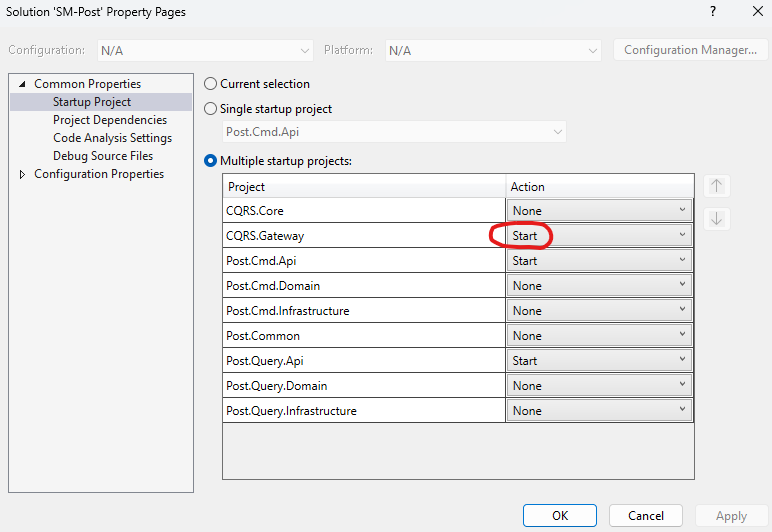 Solution 'SM-Post' Property Pages
?
Configuration: N/A Platform: N/A Configuration Manager...
Common Properties
Startup Project
Project Dependencies
Code Analysis Settings
Debug Source Files
Configuration Properties
Current selection
Single startup project
Post.Cmd.Api
Multiple startup projects:
Project Action
CQRS.Core None
CQRS.Gateway Start
Post.Cmd.Api Start
Post.Cmd.Domain None
Post.Cmd.Infrastructure None
Post.Common None
Post.Query.Api Start
Post.Query.Domain None
Post.Query.Infrastructure None
OK Cancel Apply